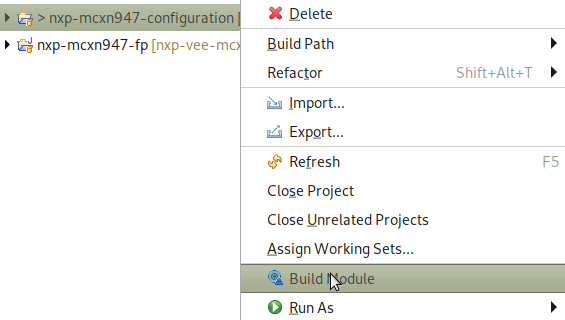 > nxp-mcxn947-configuration [
nxp-mcxn947-fp [nxp-vee-mcx
Delete
Build Path
Refactor Shift+Alt+T
Import...
Export...
Refresh F5
Close Project
Close Unrelated Projects
Assign Working Sets...
Build Module
Run As